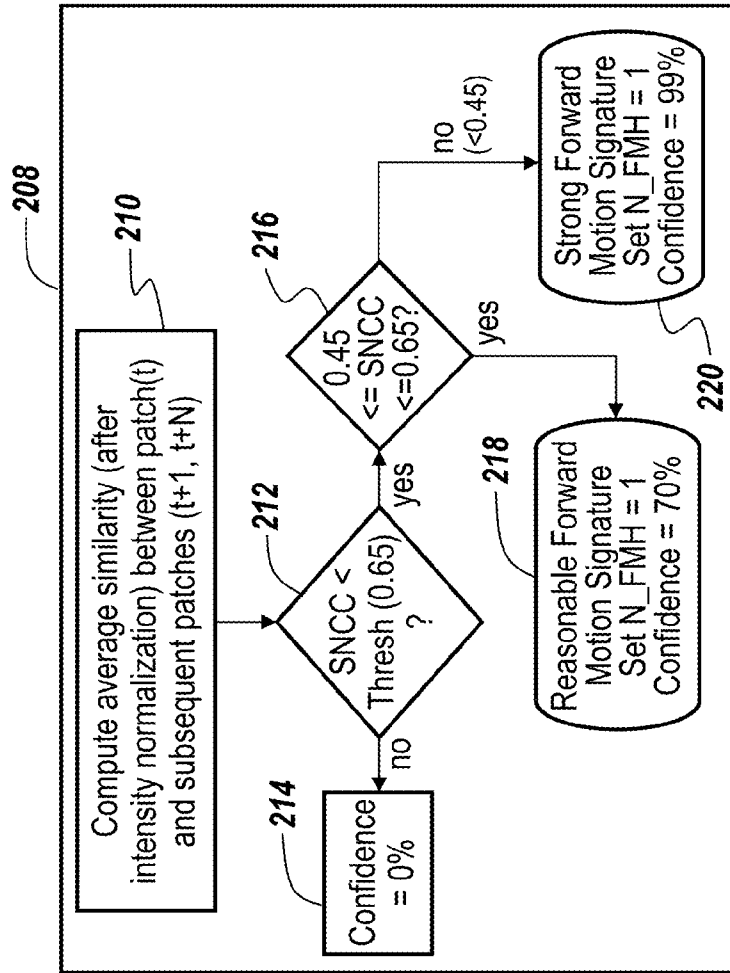 208
210
Compute average similarity (after
intensity normalization) between patch(t)
and subsequent patches (t+1, t+N)
212
SNCC <
Thresh (0.65)
?
no
yes
214
Confidence
= 0%
216
0.45
<= SNCC
<=0.65?
yes
no
(<0.45)
218
Reasonable Forward
Motion Signature
Set N_FMH = 1
Confidence = 70%
Strong Forward
Motion Signature
Set N_FMH = 1
Confidence = 99%
220